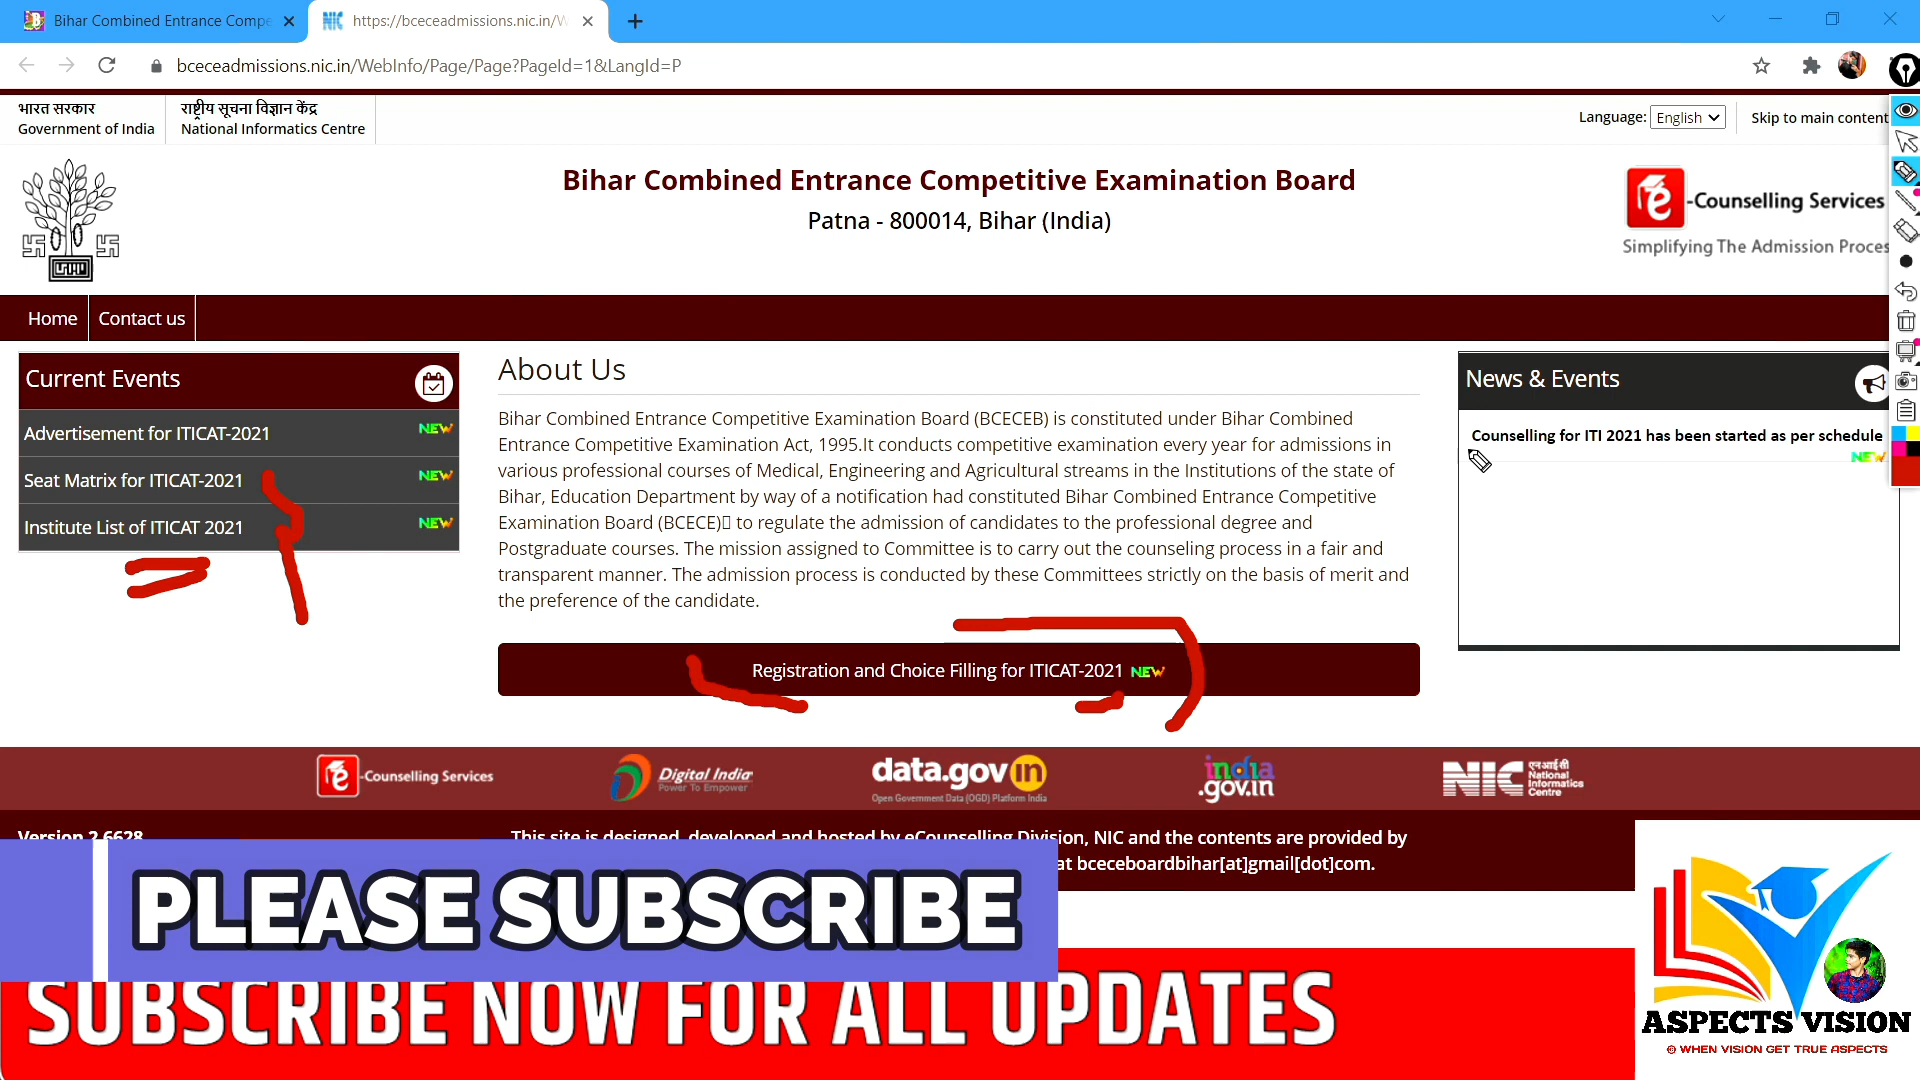 Bihar Combined Entrance Compe
https://bceceadmissions.nic.in/W
bceceadmissions.nic.in/WebInfo/Page/Page?PageId=1&LangId=P
भारत सरकार
Government of India
राष्ट्रीय सूचना विज्ञान केंद्र
National Informatics Centre
Language: English
Skip to main content
Bihar Combined Entrance Competitive Examination Board
Patna - 800014, Bihar (India)
e-Counselling Services
Simplifying The Admission Proces
Home
Contact us
Current Events
Advertisement for ITICAT-2021 NEW
Seat Matrix for ITICAT-2021 NEW
Institute List of ITICAT 2021 NEW
About Us
Bihar Combined Entrance Competitive Examination Board (BCECEB) is constituted under Bihar Combined
Entrance Competitive Examination Act, 1995.It conducts competitive examination every year for admissions in
various professional courses of Medical, Engineering and Agricultural streams in the Institutions of the state of
Bihar, Education Department by way of a notification had constituted Bihar Combined Entrance Competitive
Examination Board (BCECE) to regulate the admission of candidates to the professional degree and
Postgraduate courses. The mission assigned to Committee is to carry out the counseling process in a fair and
transparent manner. The admission process is conducted by these Committees strictly on the basis of merit and
the preference of the candidate.
Registration and Choice Filling for ITICAT-2021 NEW
News & Events
Counselling for ITI 2021 has been started as per schedule
NEW
e-Counselling Services
Digital India
Power To Empower
data.gov in
Open Government Data (OGD) Platform India
india
.gov.in
NIC
एनआईसी
National
Informatics
Centre
Version 2.6628
This site is designed, developed and hosted by eCounselling Division, NIC and the contents are provided by
at bceceboardbihar[at]gmail[dot]com.
PLEASE SUBSCRIBE
SUBSCRIBE NOW FOR ALL UPDATES
ASPECTS VISION
© WHEN VISION GET TRUE ASPECTS